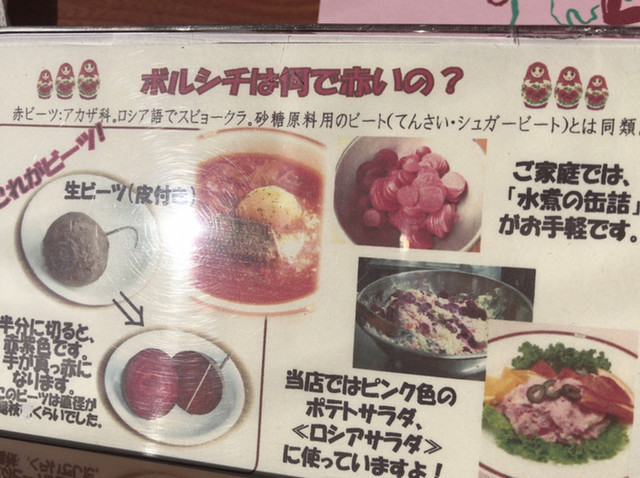 ボルシチは何で赤いの？
赤ビーツ:アカザ科。ロシア語でスビョークラ。砂糖原料用のビート(てんさい・シュガービート)とは同類
これがビーツ!
生ビーツ(皮付き)
半分に切ると、
赤紫色です。
手が真っ赤に
なります。
このビーツは直径が
くらいでした。
ご家庭では、
「水煮の缶詰」
がお手軽です。
当店ではピンク色の
ポテトサラダ、
≪ロシアサラダ≫
に使っていますよ!